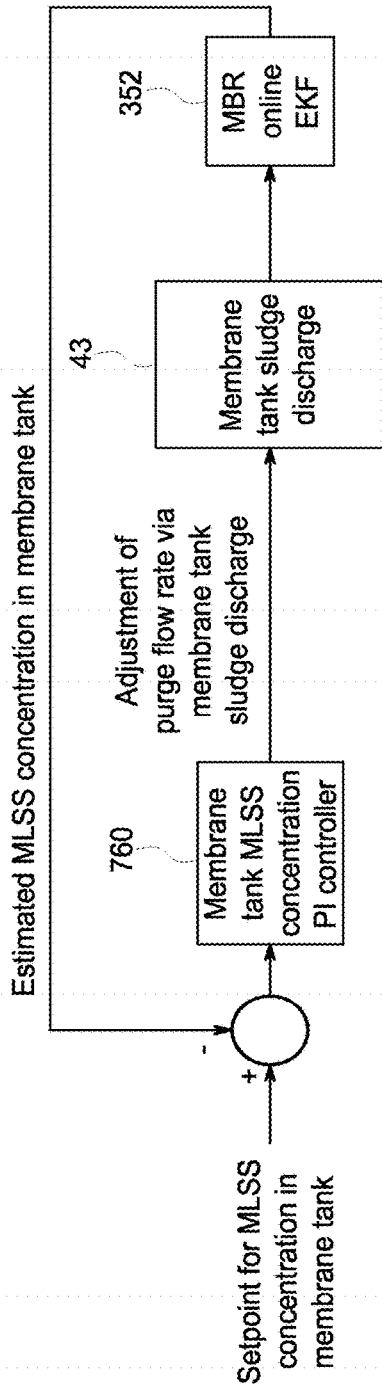 Estimated MLSS concentration in membrane tank
Setpoint for MLSS
concentration in
membrane tank
+
-
760
Membrane
tank MLSS
concentration
PI controller
Adjustment of
purge flow rate via
membrane tank
sludge discharge
43
Membrane
tank sludge
discharge
352
MBR
online
EKF